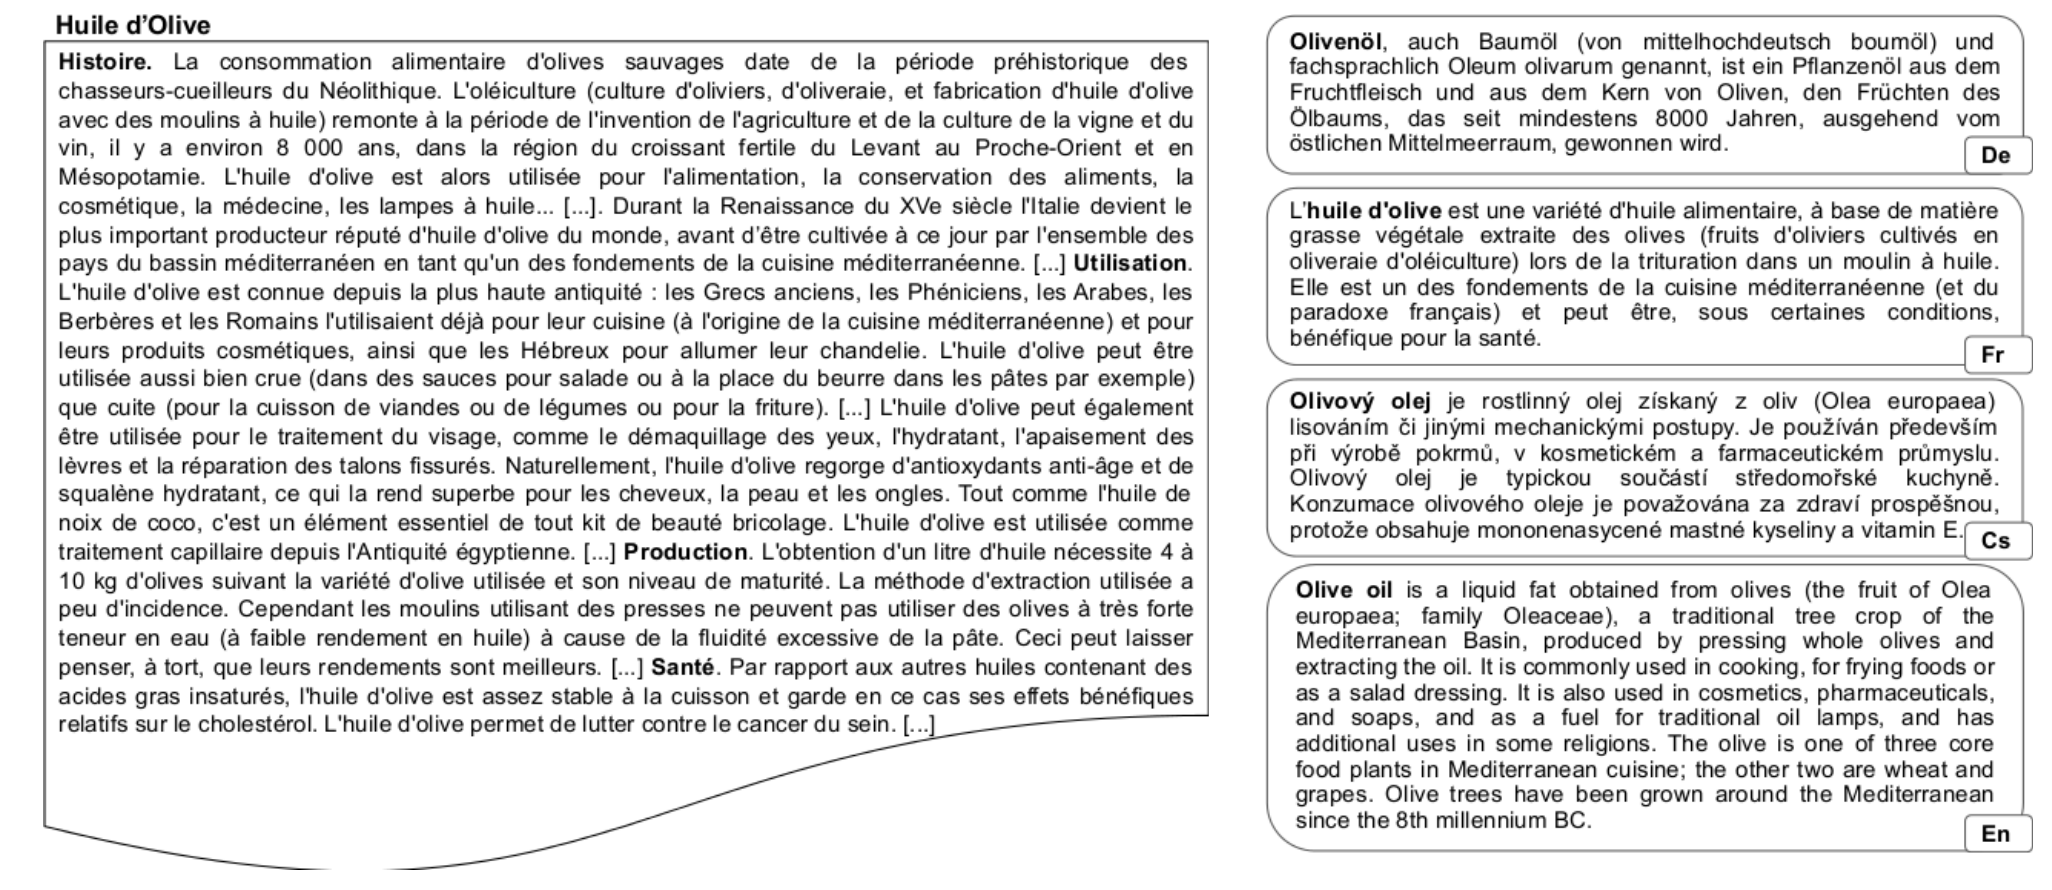 Huile d’Olive
Histoire. La consommation alimentaire d'olives sauvages date de la période préhistorique des
chasseurs-cueilleurs du Néolithique. L'oléiculture (culture d'oliviers, d'oliveraie, et fabrication d'huile d'olive
avec des moulins à huile) remonte à la période de l'invention de l'agriculture et de la culture de la vigne et du
vin, il y a environ 8 000 ans, dans la région du croissant fertile du Levant au Proche-Orient et en
Mésopotamie. L'huile d'olive est alors utilisée pour l'alimentation, la conservation des aliments, la
cosmétique, la médecine, les lampes à huile... [...]. Durant la Renaissance du XVe siècle l'Italie devient le
plus important producteur réputé d'huile d'olive du monde, avant d’être cultivée à ce jour par l'ensemble des
pays du bassin méditerranéen en tant qu'un des fondements de la cuisine méditerranéenne. [...] Utilisation.
L'huile d'olive est connue depuis la plus haute antiquité : les Grecs anciens, les Phéniciens, les Arabes, les
Berbères et les Romains l'utilisaient déjà pour leur cuisine (à l'origine de la cuisine méditerranéenne) et pour
leurs produits cosmétiques, ainsi que les Hébreux pour allumer leur chandelie. L'huile d'olive peut être
utilisée aussi bien crue (dans des sauces pour salade ou à la place du beurre dans les pâtes par exemple)
que cuite (pour la cuisson de viandes ou de légumes ou pour la friture). [...] L'huile d'olive peut également
être utilisée pour le traitement du visage, comme le démaquillage des yeux, l'hydratant, l'apaisement des
lèvres et la réparation des talons fissurés. Naturellement, l'huile d'olive regorge d'antioxydants anti-âge et de
squalène hydratant, ce qui la rend superbe pour les cheveux, la peau et les ongles. Tout comme l'huile de
noix de coco, c'est un élément essentiel de tout kit de beauté bricolage. L'huile d'olive est utilisée comme
traitement capillaire depuis l'Antiquité égyptienne. [...] Production. L'obtention d'un litre d'huile nécessite 4 à
10 kg d'olives suivant la variété d'olive utilisée et son niveau de maturité. La méthode d'extraction utilisée a
peu d'incidence. Cependant les moulins utilisant des presses ne peuvent pas utiliser des olives à très forte
teneur en eau (à faible rendement en huile) à cause de la fluidité excessive de la pâte. Ceci peut laisser
penser, à tort, que leurs rendements sont meilleurs. [...] Santé. Par rapport aux autres huiles contenant des
acides gras insaturés, l'huile d'olive est assez stable à la cuisson et garde en ce cas ses effets bénéfiques
relatifs sur le cholestérol. L'huile d'olive permet de lutter contre le cancer du sein. [...]
Olivenöl, auch Baumöl (von mittelhochdeutsch boumöl) und
fachsprachlich Oleum olivarum genannt, ist ein Pflanzenöl aus dem
Fruchtfleisch und aus dem Kern von Oliven, den Früchten des
Ölbaums, das seit mindestens 8000 Jahren, ausgehend vom
östlichen Mittelmeerraum, gewonnen wird.
De
L’huile d'olive est une variété d'huile alimentaire, à base de matière
grasse végétale extraite des olives (fruits d'oliviers cultivés en
oliveraie d'oléiculture) lors de la trituration dans un moulin à huile.
Elle est un des fondements de la cuisine méditerranéenne (et du
paradoxe français) et peut être, sous certaines conditions,
bénéfique pour la santé.
Fr
Olivový olej je rostlinný olej získaný z oliv (Olea europaea)
lisováním či jinými mechanickými postupy. Je používán především
při výrobě pokrmů, v kosmetickém a farmaceutickém průmyslu.
Olivový olej je typickou součástí středomořské kuchyně.
Konzumace olivového oleje je považována za zdraví prospěšnou,
protože obsahuje mononenasycené mastné kyseliny a vitamin E.
Cs
Olive oil is a liquid fat obtained from olives (the fruit of Olea
europaea; family Oleaceae), a traditional tree crop of the
Mediterranean Basin, produced by pressing whole olives and
extracting the oil. It is commonly used in cooking, for frying foods or
as a salad dressing. It is also used in cosmetics, pharmaceuticals,
and soaps, and as a fuel for traditional oil lamps, and has
additional uses in some religions. The olive is one of three core
food plants in Mediterranean cuisine; the other two are wheat and
grapes. Olive trees have been grown around the Mediterranean
since the 8th millennium BC.
En